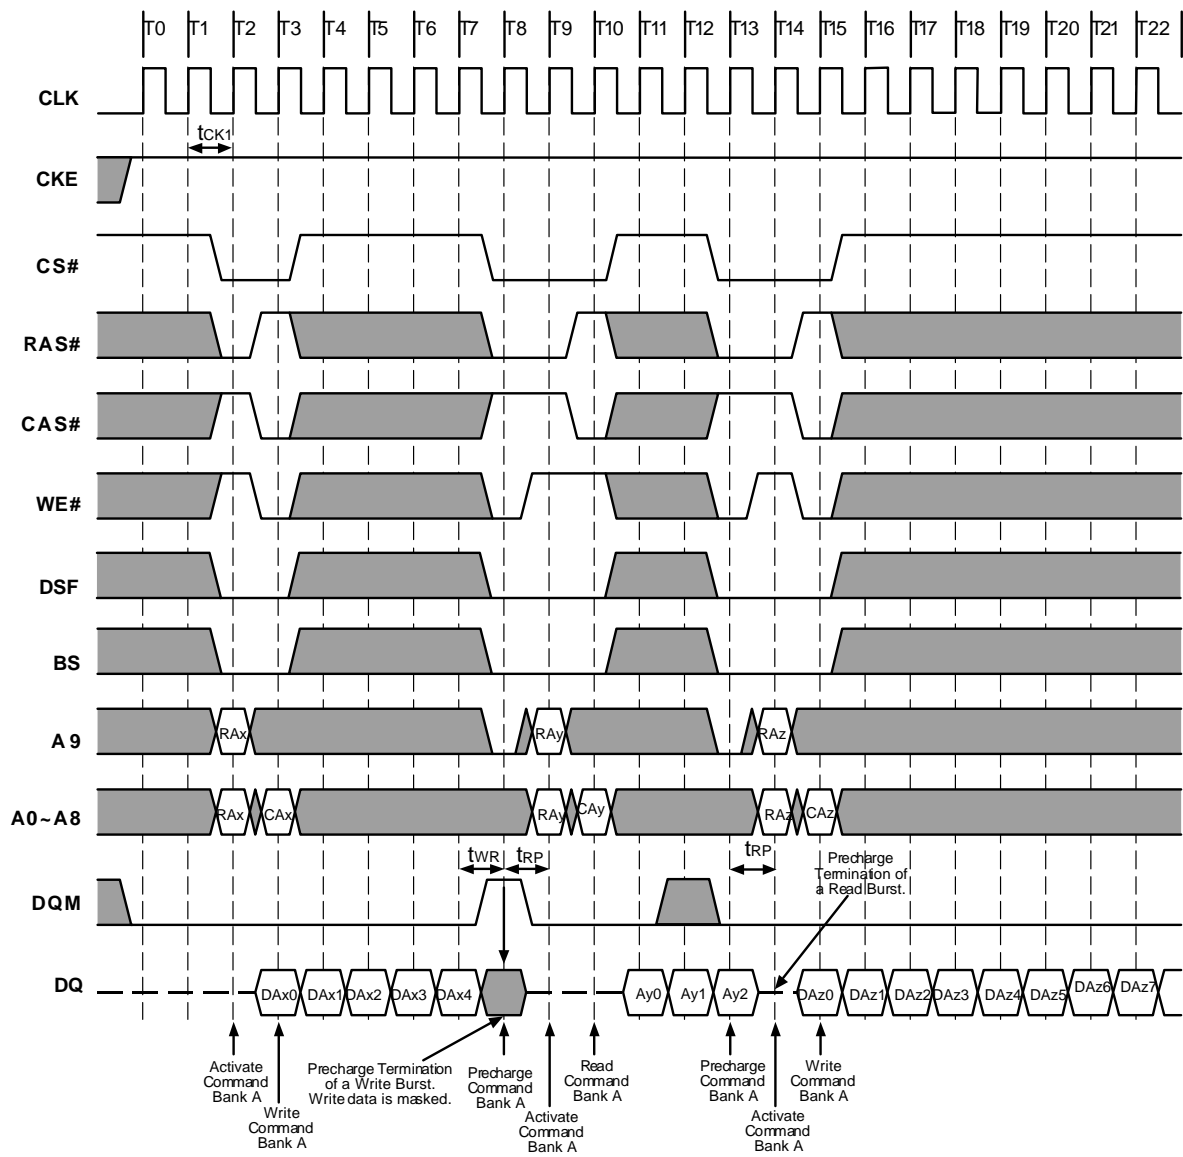 T0 T1 T2 T3 T4 T5 T6 T7 T8 T9 T10 T11 T12 T13 T14 T15 T16 T17 T18 T19 T20 T21 T22
CLK
tCK1
CKE
CS#
RAS#
CAS#
WE#
DSF
BS
A9 RAx RAy RAz
A0~A8 RAx CAx RAy CAy RAz CAz
tWR tRP tRP
Precharge
Termination of
a Read Burst.
DQM
DQ DAx0 DAx1 DAx2 DAx3 DAx4 Ay0 Ay1 Ay2 DAz0 DAz1 DAz2 DAz3 DAz4 DAz5 DAz6 DAz7
Activate
Command
Bank A
Write
Command
Bank A
Precharge Termination
of a Write Burst.
Write data is masked.
Precharge
Command
Bank A
Activate
Command
Bank A
Read
Command
Bank A
Precharge
Command
Bank A
Activate
Command
Bank A
Write
Command
Bank A